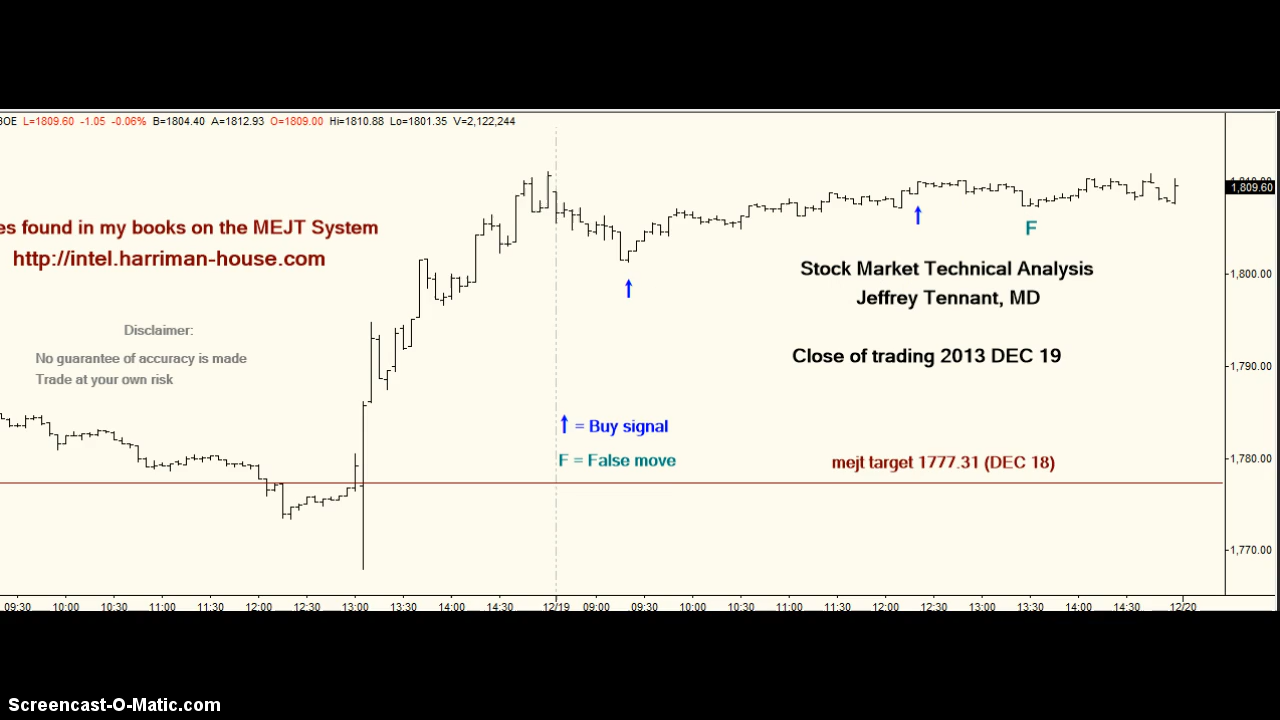 BOE L=1809.60 -1.05 -0.06% B=1804.40 A=1812.93 O=1809.00 Hi=1810.88 Lo=1801.35 V=2,122,244
1,809.60
es found in my books on the MEJT System
http://intel.harriman-house.com
F
Stock Market Technical Analysis
Jeffrey Tennant, MD
1,800.00
Disclaimer:
No guarantee of accuracy is made
Trade at your own risk
Close of trading 2013 DEC 19
1,790.00
= Buy signal
F = False move
mejt target 1777.31 (DEC 18)
1,780.00
1,770.00
09:30 10:00 10:30 11:00 11:30 12:00 12:30 13:00 13:30 14:00 14:30 12/19 09:00 09:30 10:00 10:30 11:00 11:30 12:00 12:30 13:00 13:30 14:00 14:30 12/20
Screencast-O-Matic.com